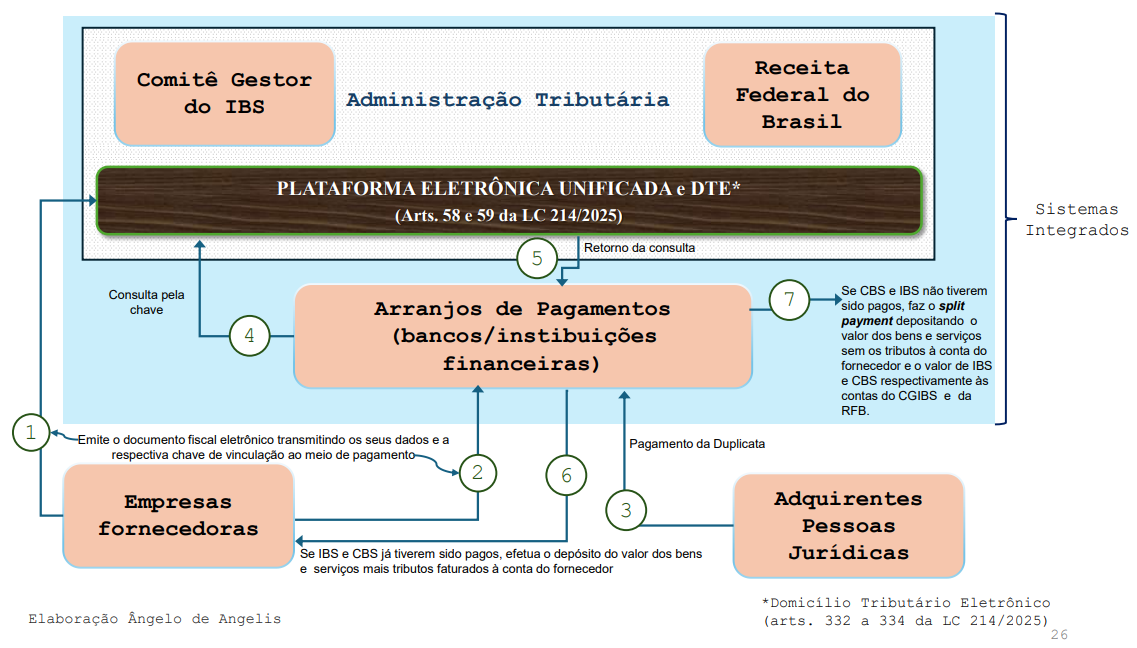 Comitê Gestor
do IBS
Administração Tributária
Receita
Federal do
Brasil
PLATAFORMA ELETRÔNICA UNIFICADA e DTE*
(Arts. 58 e 59 da LC 214/2025)
Sistemas
Integrados
5
Retorno da consulta
Consulta pela
chave
4
Arranjos de Pagamentos
(bancos/instibuições
financeiras)
7
Se CBS e IBS não tiverem
sido pagos, faz o split
payment depositando o
valor dos bens e serviços
sem os tributos à conta do
fornecedor e o valor de IBS
e CBS respectivamente às
contas do CGIBS e da
RFB.
1
Emite o documento fiscal eletrônico transmitindo os seus dados e a
respectiva chave de vinculação ao meio de pagamento
2
6
Pagamento da Duplicata
3
Empresas
fornecedoras
Adquirentes
Pessoas
Jurídicas
Se IBS e CBS já tiverem sido pagos, efetua o depósito do valor dos bens
e serviços mais tributos faturados à conta do fornecedor
Elaboração Ângelo de Angelis
*Domicílio Tributário Eletrônico
(arts. 332 a 334 da LC 214/2025)
26